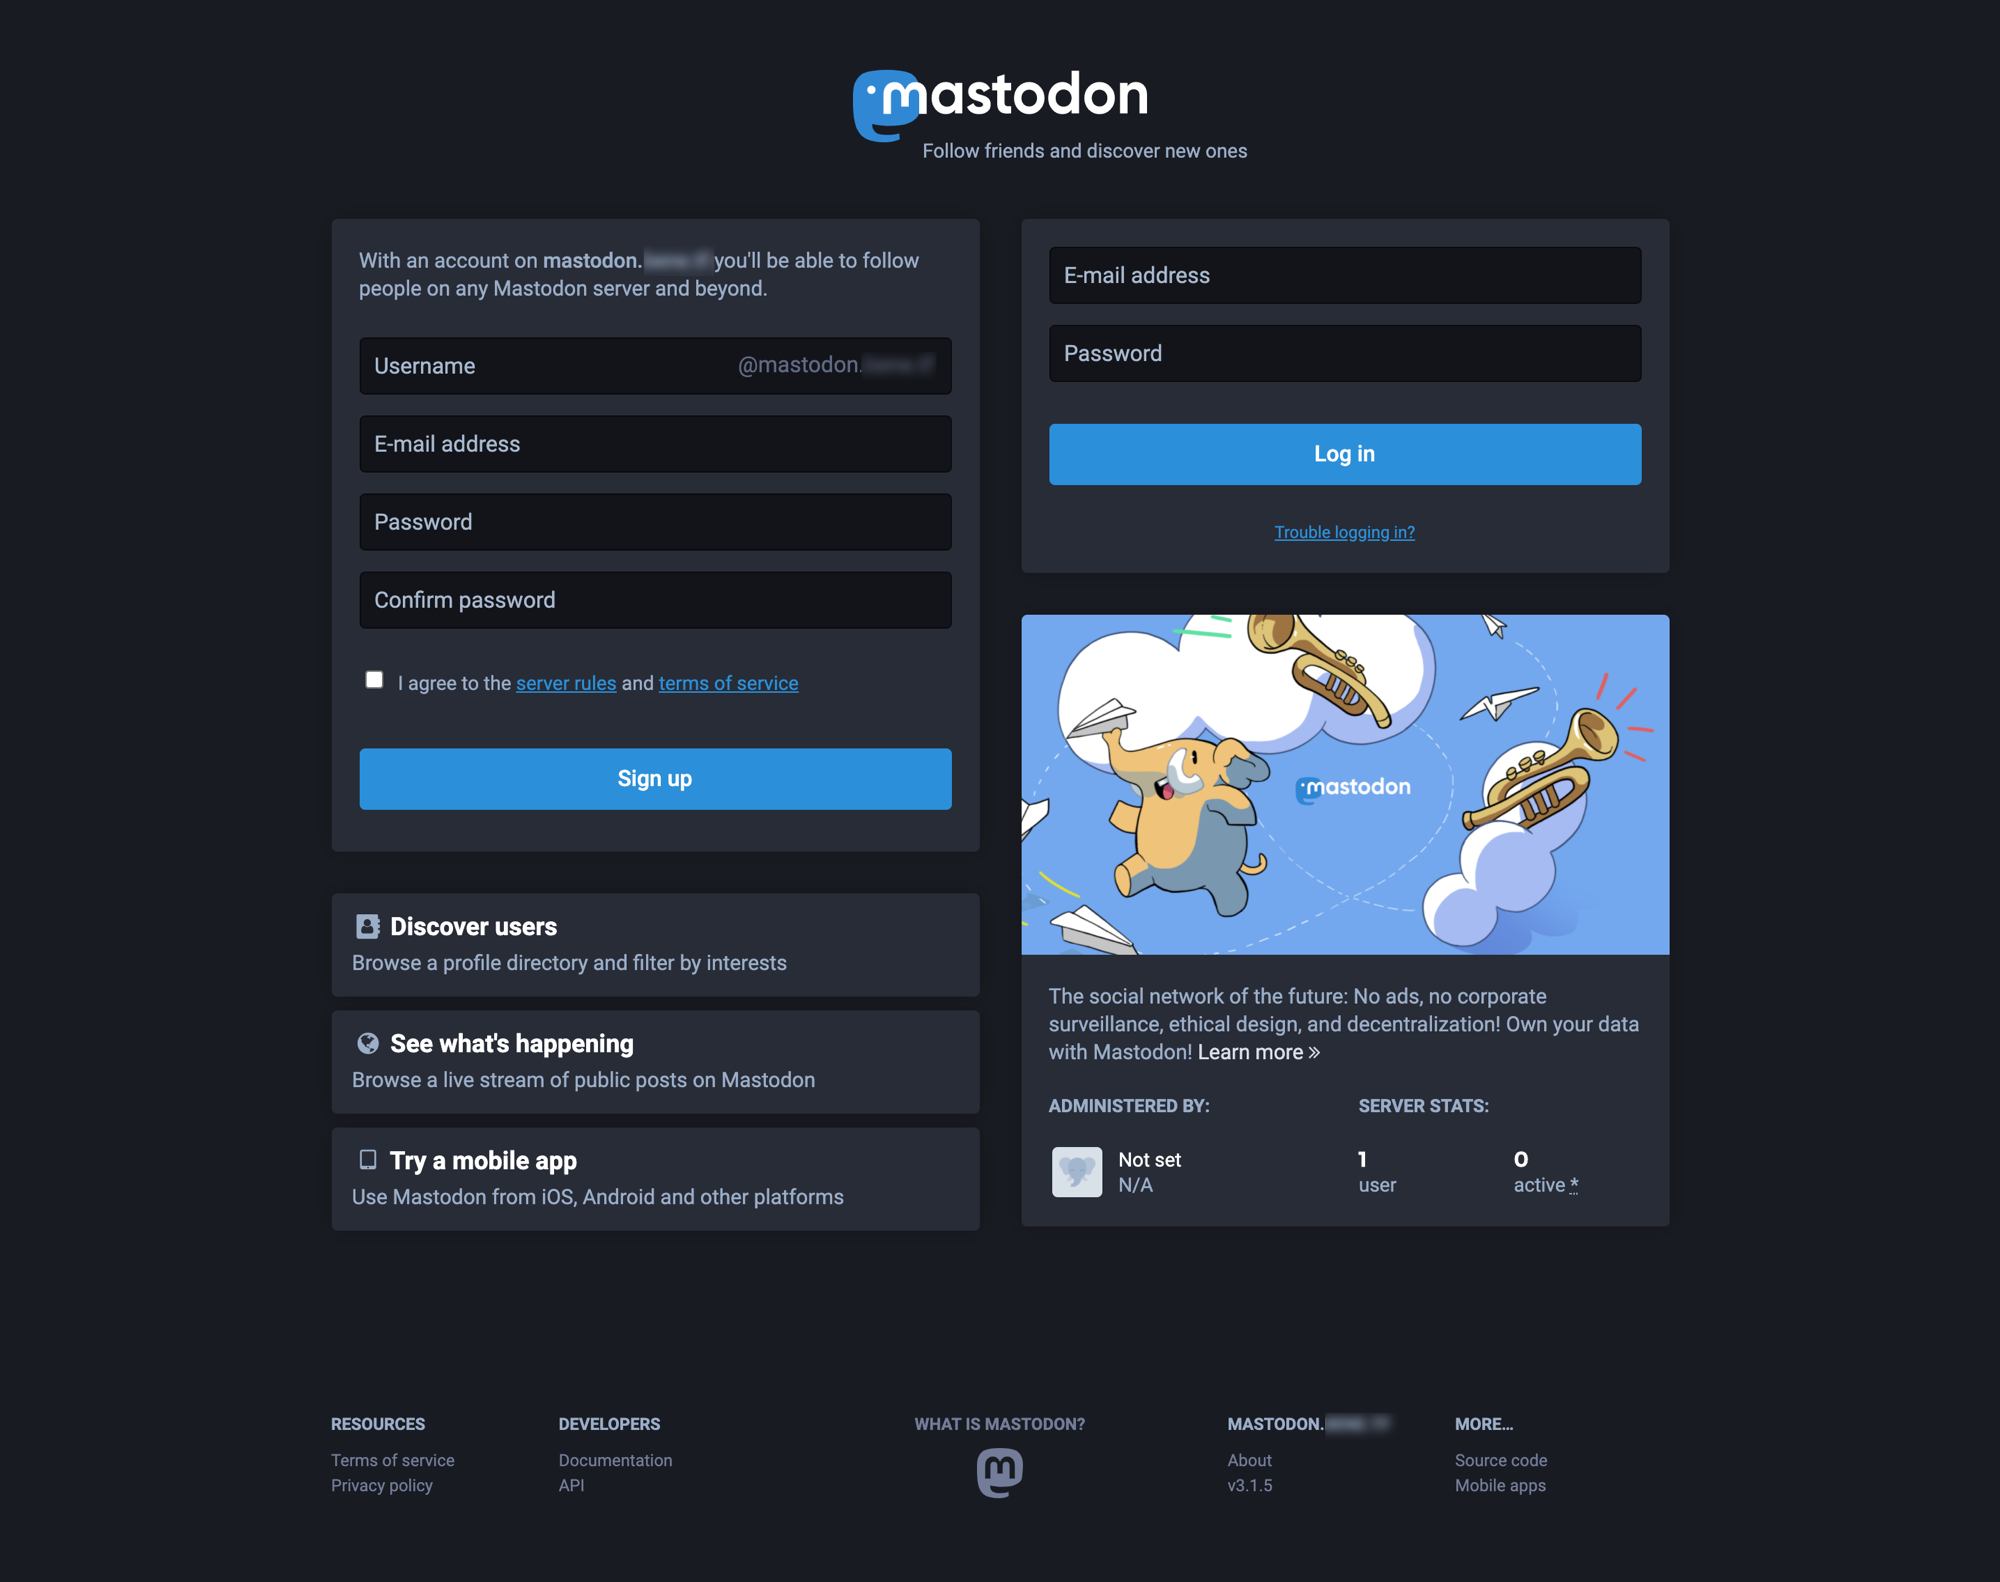 mastodon
Follow friends and discover new ones
With an account on mastodon. you'll be able to follow
people on any Mastodon server and beyond.
Username @mastodon.
E-mail address
Password
Confirm password
I agree to the server rules and terms of service
Sign up
Discover users
Browse a profile directory and filter by interests
See what's happening
Browse a live stream of public posts on Mastodon
Try a mobile app
Use Mastodon from iOS, Android and other platforms
E-mail address
Password
Log in
Trouble logging in?
mastodon
The social network of the future: No ads, no corporate
surveillance, ethical design, and decentralization! Own your data
with Mastodon! Learn more »
ADMINISTERED BY:
Not set
N/A
SERVER STATS:
1
user
0
active *
RESOURCES
Terms of service
Privacy policy
DEVELOPERS
Documentation
API
WHAT IS MASTODON?
m
MASTODON.
About
v3.1.5
MORE…
Source code
Mobile apps